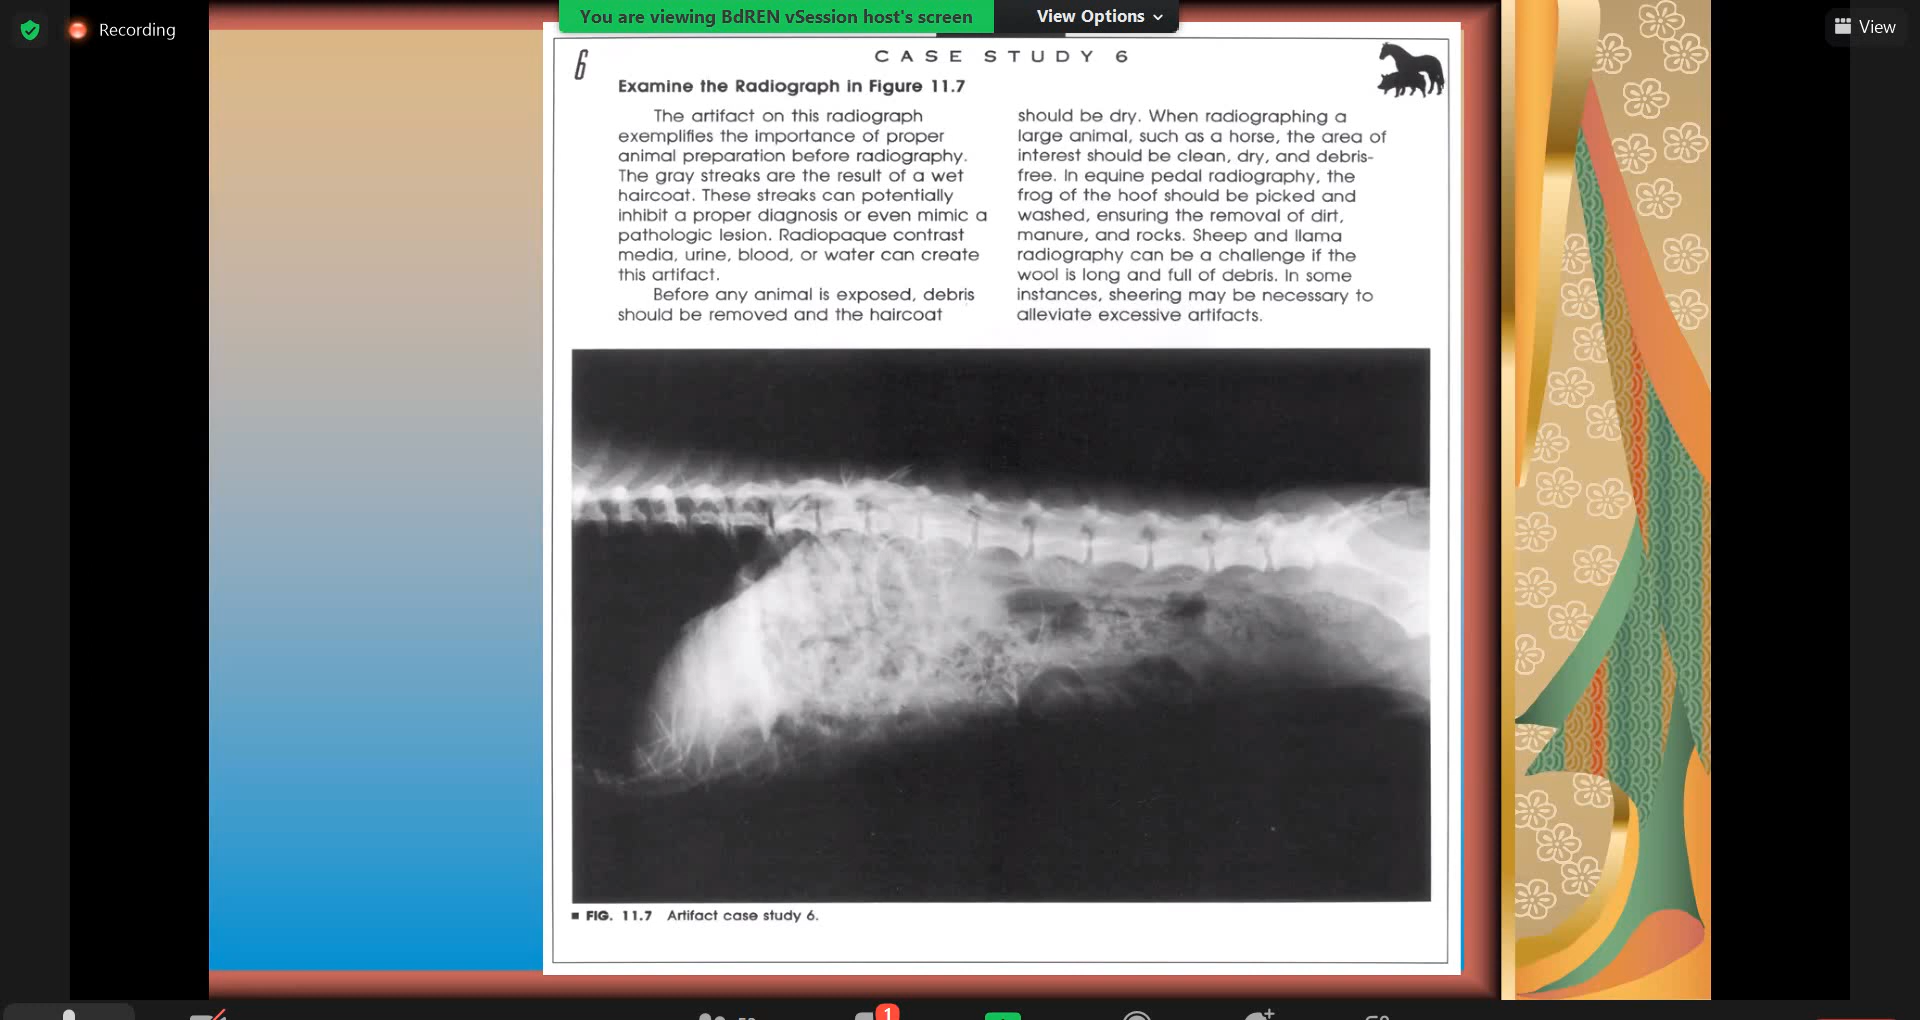 You are viewing BdREN vSession host's screen
View Options
Recording
View
6
CASE STUDY 6
Examine the Radiograph in Figure 11.7
The artifact on this radiograph
exemplifies the importance of proper
animal preparation before radiography.
The gray streaks are the result of a wet
haircoat. These streaks can potentially
inhibit a proper diagnosis or even mimic a
pathologic lesion. Radiopaque contrast
media, urine, blood, or water can create
this artifact.
Before any animal is exposed, debris
should be removed and the haircoat
should be dry. When radiographing a
large animal, such as a horse, the area of
interest should be clean, dry, and debris-
free. In equine pedal radiography, the
frog of the hoof should be picked and
washed, ensuring the removal of dirt,
manure, and rocks. Sheep and llama
radiography can be a challenge if the
wool is long and full of debris. In some
instances, sheering may be necessary to
alleviate excessive artifacts.
FIG. 11.7 Artifact case study 6.
1